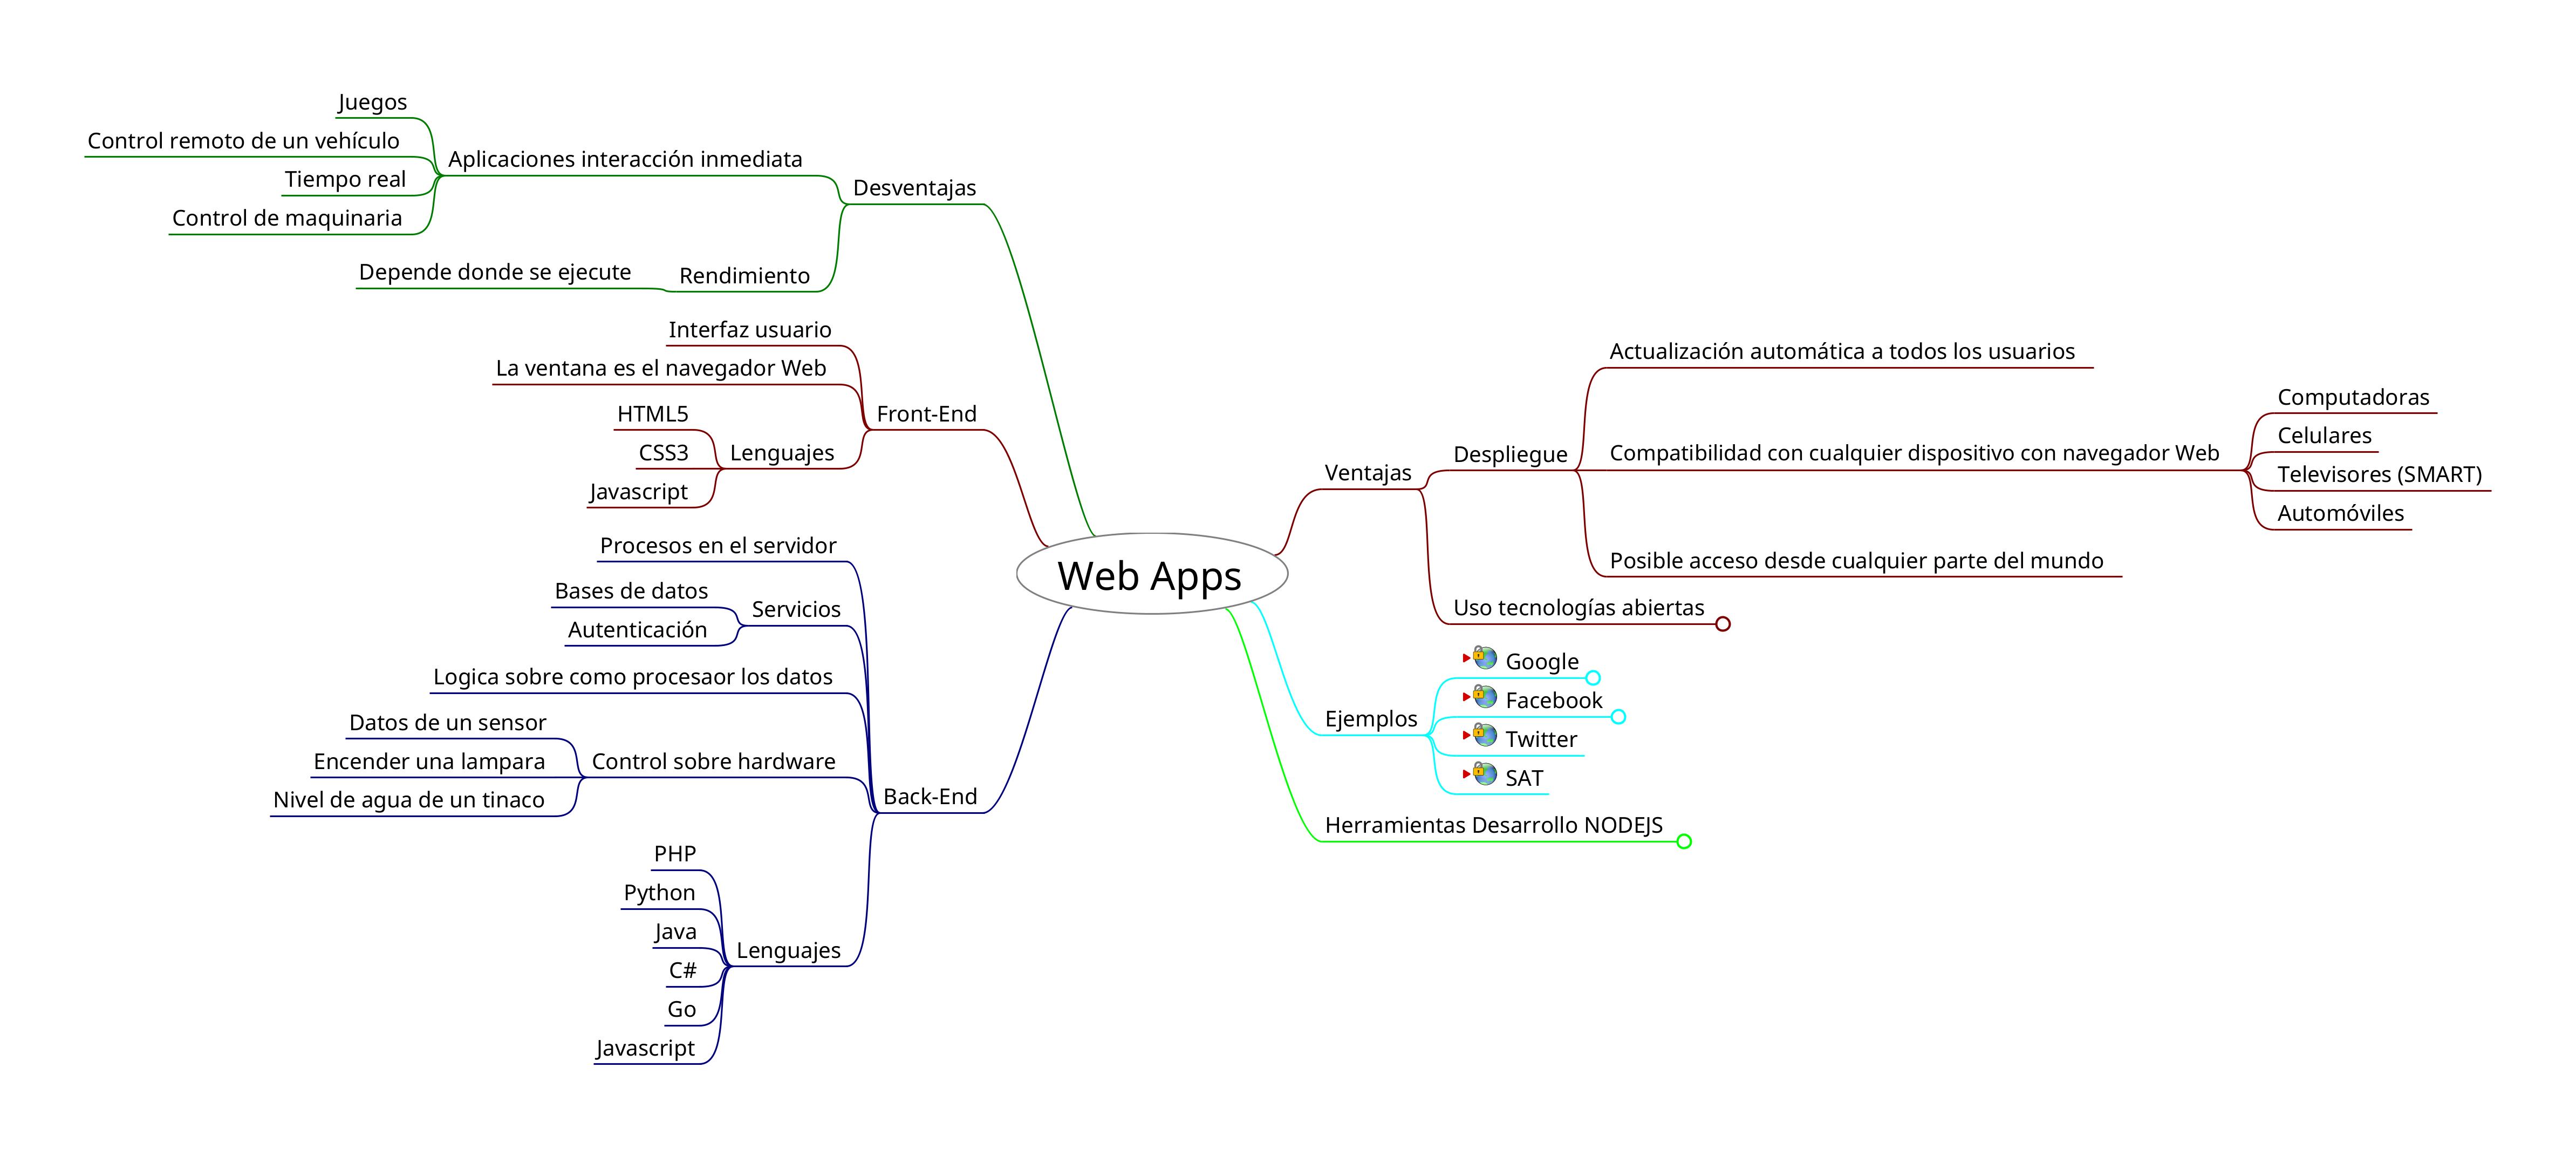 Web Apps
Desventajas
Aplicaciones interacción inmediata
Juegos
Control remoto de un vehículo
Tiempo real
Control de maquinaria
Rendimiento
Depende donde se ejecute
Front-End
Interfaz usuario
La ventana es el navegador Web
Lenguajes
HTML5
CSS3
Javascript
Back-End
Procesos en el servidor
Servicios
Bases de datos
Autenticación
Logica sobre como procesaor los datos
Control sobre hardware
Datos de un sensor
Encender una lampara
Nivel de agua de un tinaco
Lenguajes
PHP
Python
Java
C#
Go
Javascript
Ventajas
Despliegue
Actualización automática a todos los usuarios
Compatibilidad con cualquier dispositivo con navegador Web
Computadoras
Celulares
Televisores (SMART)
Automóviles
Posible acceso desde cualquier parte del mundo
Uso tecnologías abiertas
Ejemplos
Google
Facebook
Twitter
SAT
Herramientas Desarrollo NODEJS